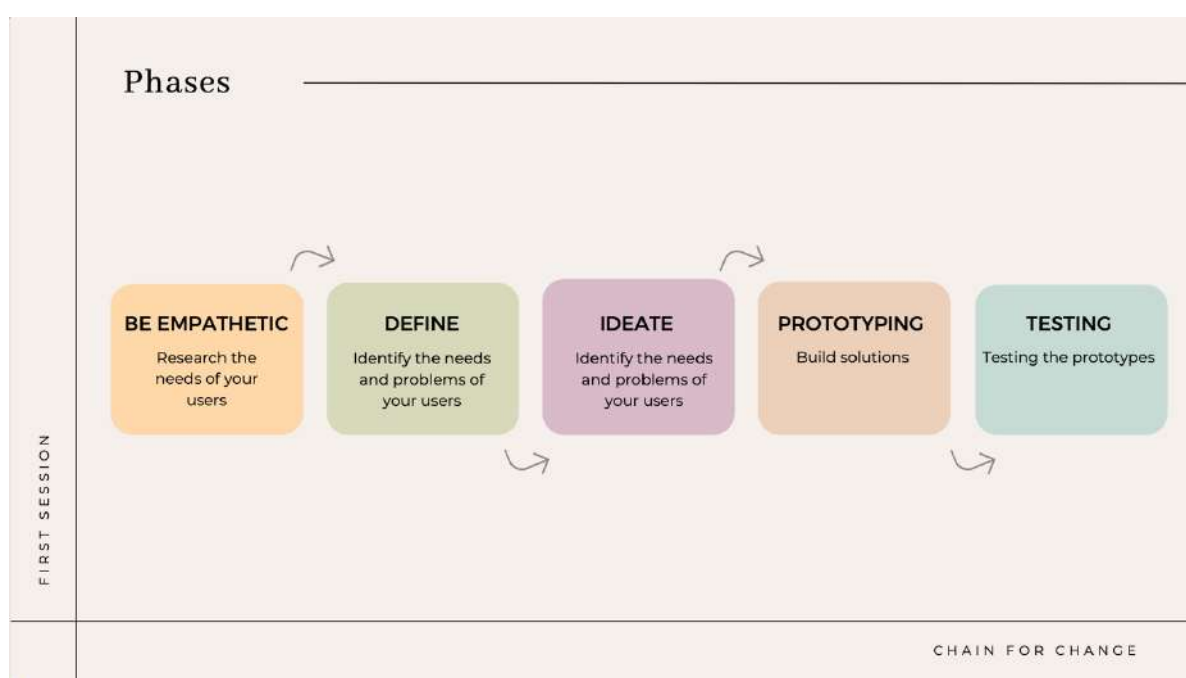 Phases
BE EMPATHETIC
Research the
needs of your
users
DEFINE
Identify the needs
and problems of
your users
IDEATE
Identify the needs
and problems of
your users
PROTOTYPING
Build solutions
TESTING
Testing the prototypes
FIRST SESSION
CHAIN FOR CHANGE